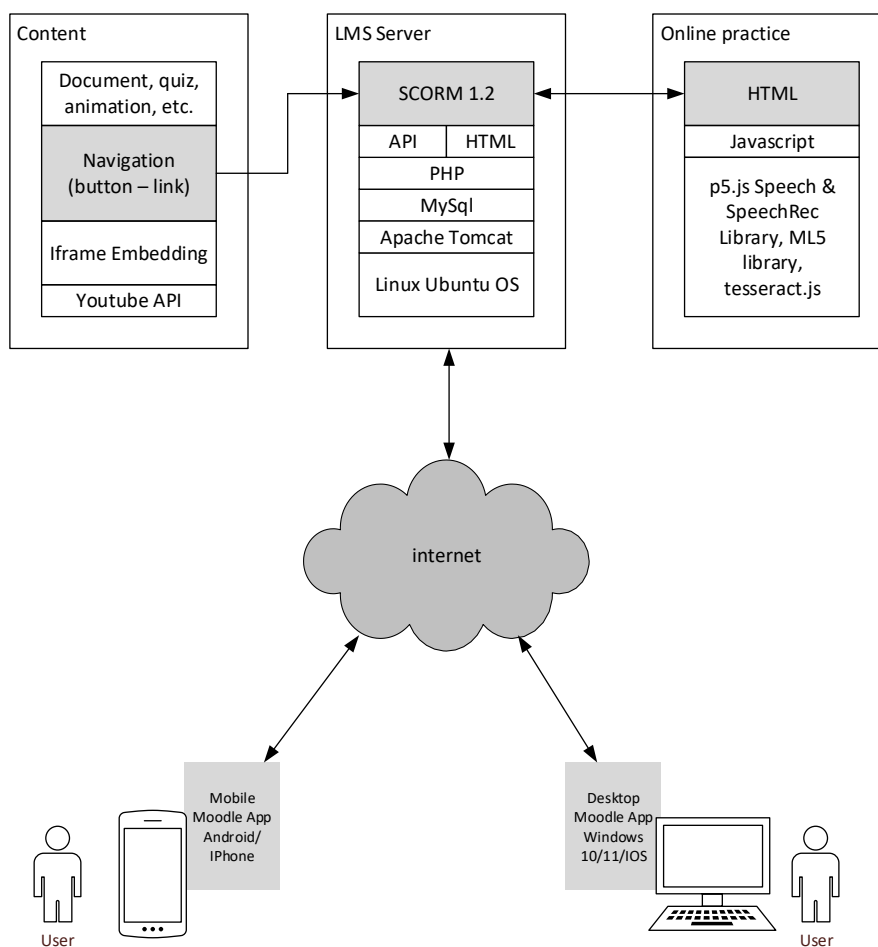 Content
Document, quiz,
animation, etc.
Navigation
(button – link)
Iframe Embedding
Youtube API
LMS Server
SCORM 1.2
API
HTML
PHP
MySql
Apache Tomcat
Linux Ubuntu OS
Online practice
HTML
Javascript
p5.js Speech &
SpeechRec
Library, ML5
library,
tesseract.js
internet
Mobile
Moodle App
Android/
IPhone
Desktop
Moodle App
Windows
10/11/IOS
User
User